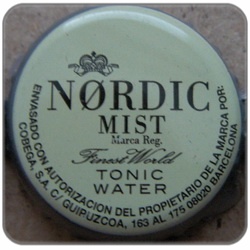 NØRDIC
MIST
Marca Reg.
Finest World
TONIC
WATER
ENVASADO CON AUTORIZACION DEL PROPIETARIO DE LA MARCA POR:
COBEGA, S.A. C/ GUIPUZCOA, 163 AL 175 08020 BARCELONA